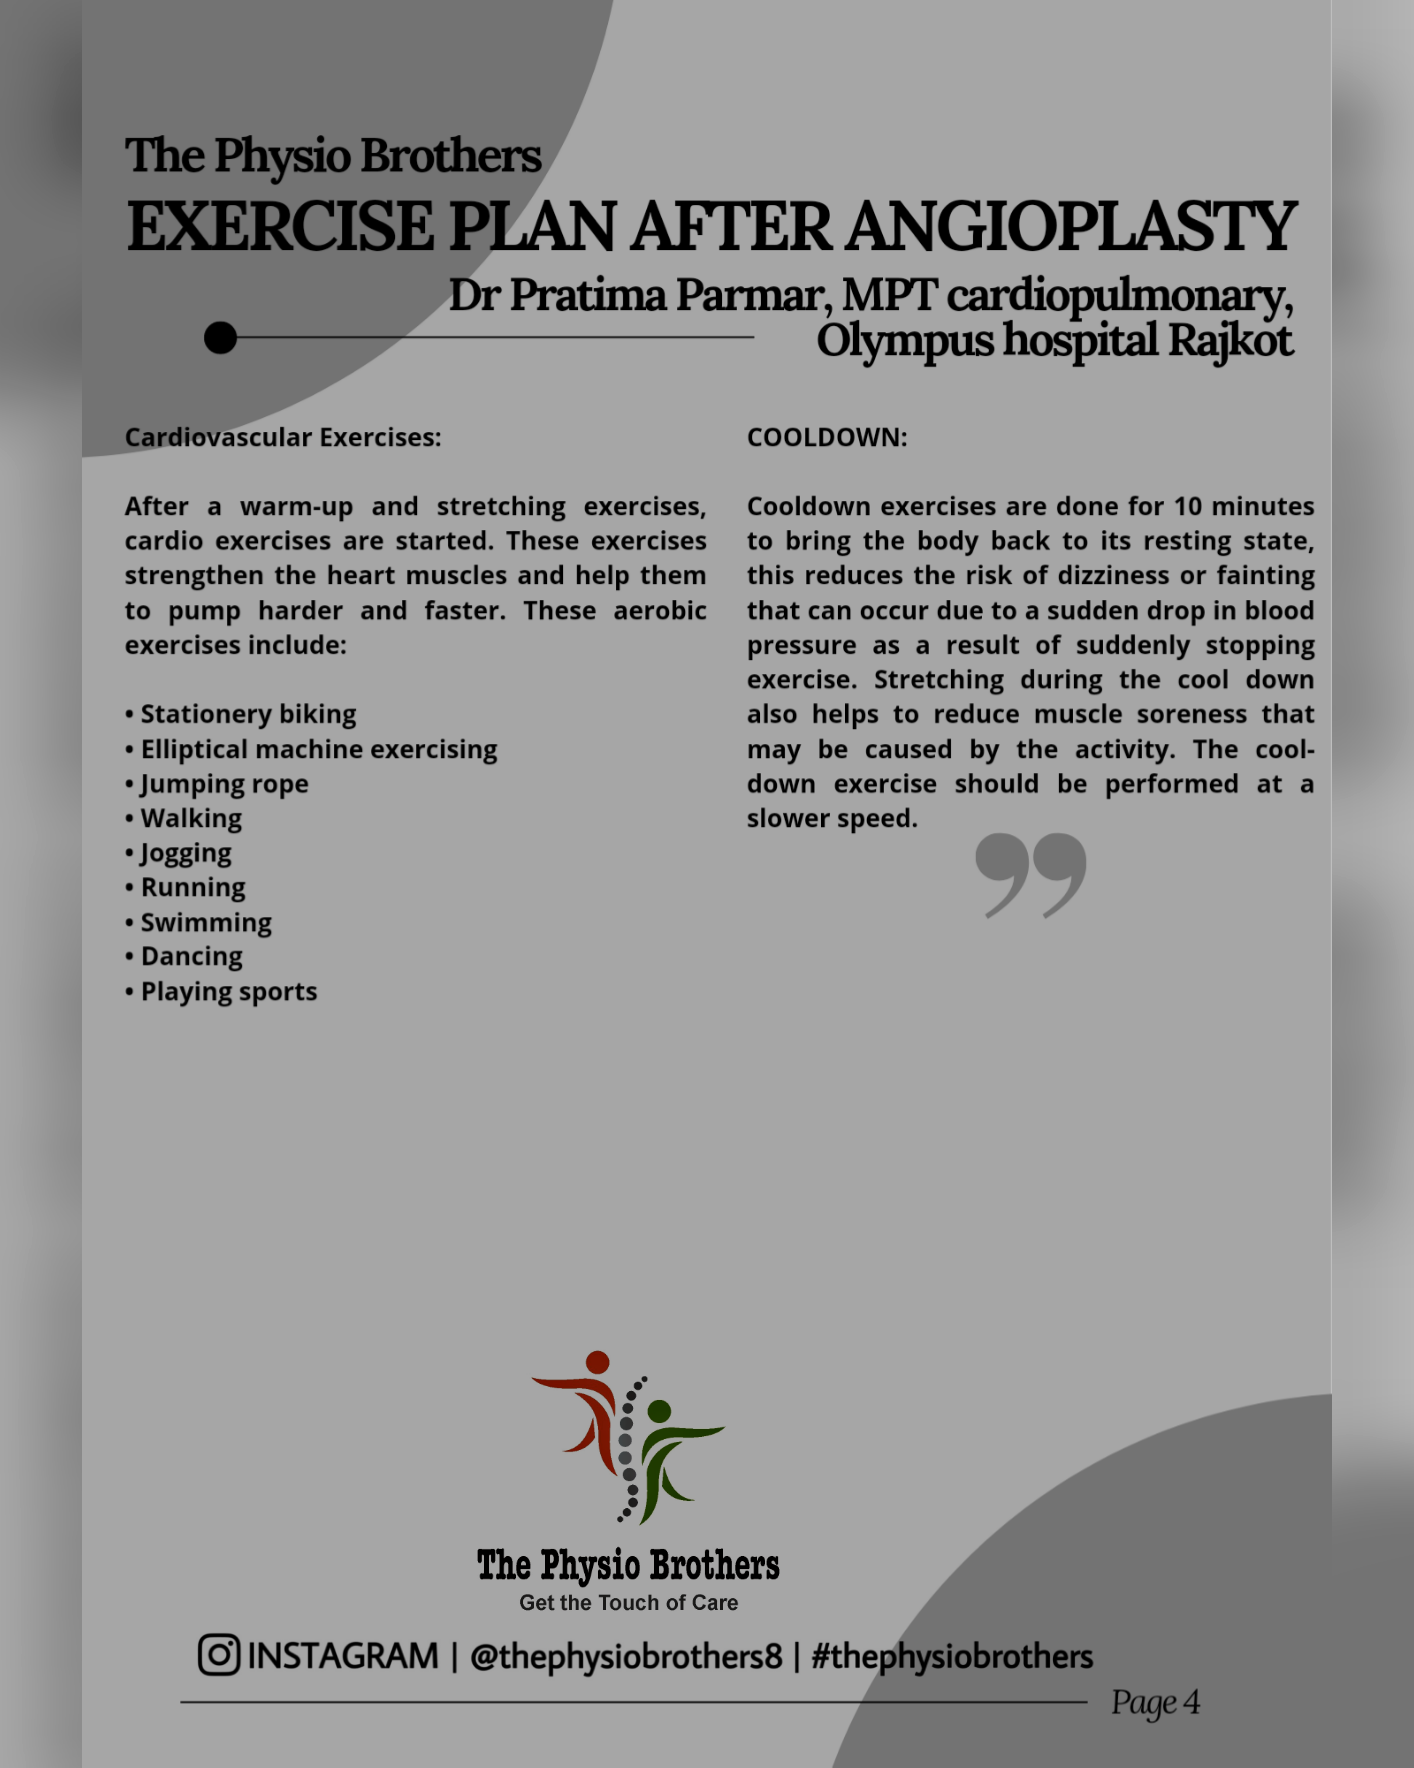 The Physio Brothers
EXERCISE PLAN AFTER ANGIOPLASTY
Dr Pratima Parmar, MPT cardiopulmonary,
Olympus hospital Rajkot
Cardiovascular Exercises:
After a warm-up and stretching exercises,
cardio exercises are started. These exercises
strengthen the heart muscles and help them
to pump harder and faster. These aerobic
exercises include:
• Stationery biking
• Elliptical machine exercising
• Jumping rope
• Walking
• Jogging
• Running
• Swimming
• Dancing
• Playing sports
COOLDOWN:
Cooldown exercises are done for 10 minutes
to bring the body back to its resting state,
this reduces the risk of dizziness or fainting
that can occur due to a sudden drop in blood
pressure as a result of suddenly stopping
exercise. Stretching during the cool down
also helps to reduce muscle soreness that
may be caused by the activity. The cool-
down exercise should be performed at a
slower speed.
”
The Physio Brothers
Get the Touch of Care
INSTAGRAM | @thephysiobrothers8 | #thephysiobrothers
Page 4